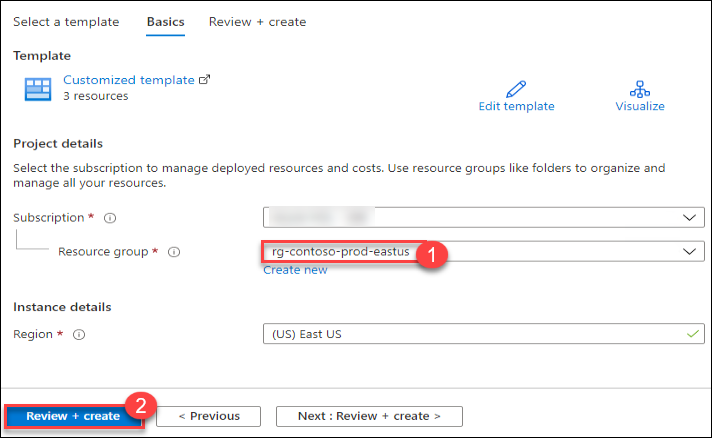 Select a template Basics Review + create
Template
Customized template
3 resources
Edit template Visualize
Project details
Select the subscription to manage deployed resources and costs. Use resource groups like folders to organize and
manage all your resources.
Subscription *
Resource group * rg-contoso-prod-eastus 1
Create new
Instance details
Region * (US) East US
Review + create 2 < Previous Next : Review + create >